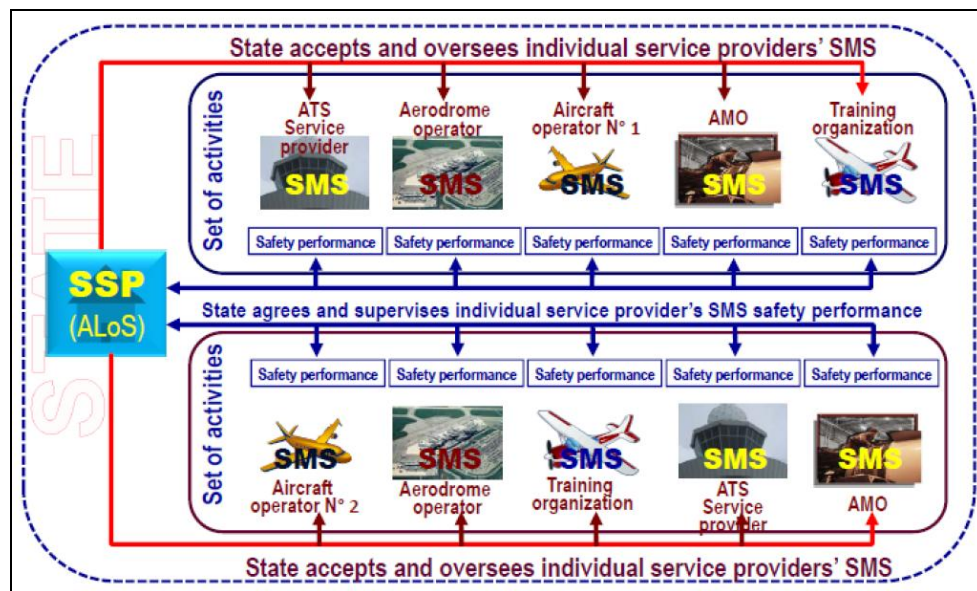 State accepts and oversees individual service providers' SMS
STATE
Set of activities
ATS
Service
provider
SMS
Aerodrome
operator
SMS
Aircraft
operator N° 1
SMS
AMO
SMS
Training
organization
SMS
Safety performance
Safety performance
Safety performance
Safety performance
Safety performance
SSP
(ALoS)
State agrees and supervises individual service provider's SMS safety performance
Set of activities
Safety performance
Safety performance
Safety performance
Safety performance
Safety performance
SMS
Aircraft
operator N° 2
SMS
Aerodrome
operator
SMS
Training
organization
SMS
ATS
Service
provider
SMS
AMO
State accepts and oversees individual service providers' SMS